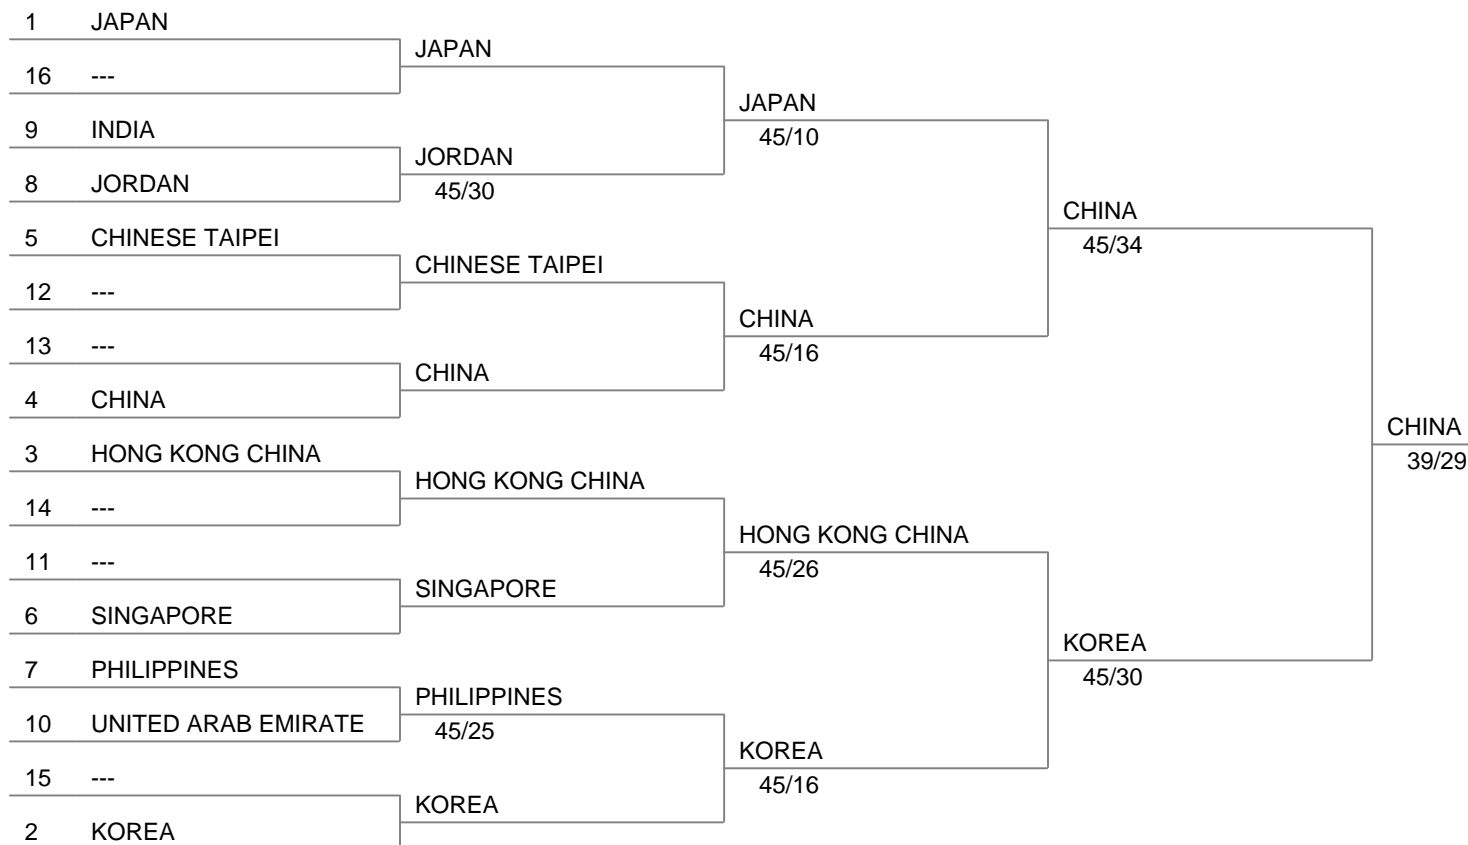 1 JAPAN
JAPAN
16 ---
JAPAN
45/10
9 INDIA
JORDAN
45/30
8 JORDAN
CHINA
45/34
5 CHINESE TAIPEI
CHINESE TAIPEI
12 ---
CHINA
45/16
13 ---
CHINA
4 CHINA
CHINA
39/29
3 HONG KONG CHINA
HONG KONG CHINA
14 ---
HONG KONG CHINA
45/26
11 ---
SINGAPORE
6 SINGAPORE
KOREA
45/30
7 PHILIPPINES
PHILIPPINES
45/25
10 UNITED ARAB EMIRATE
KOREA
45/16
15 ---
KOREA
2 KOREA